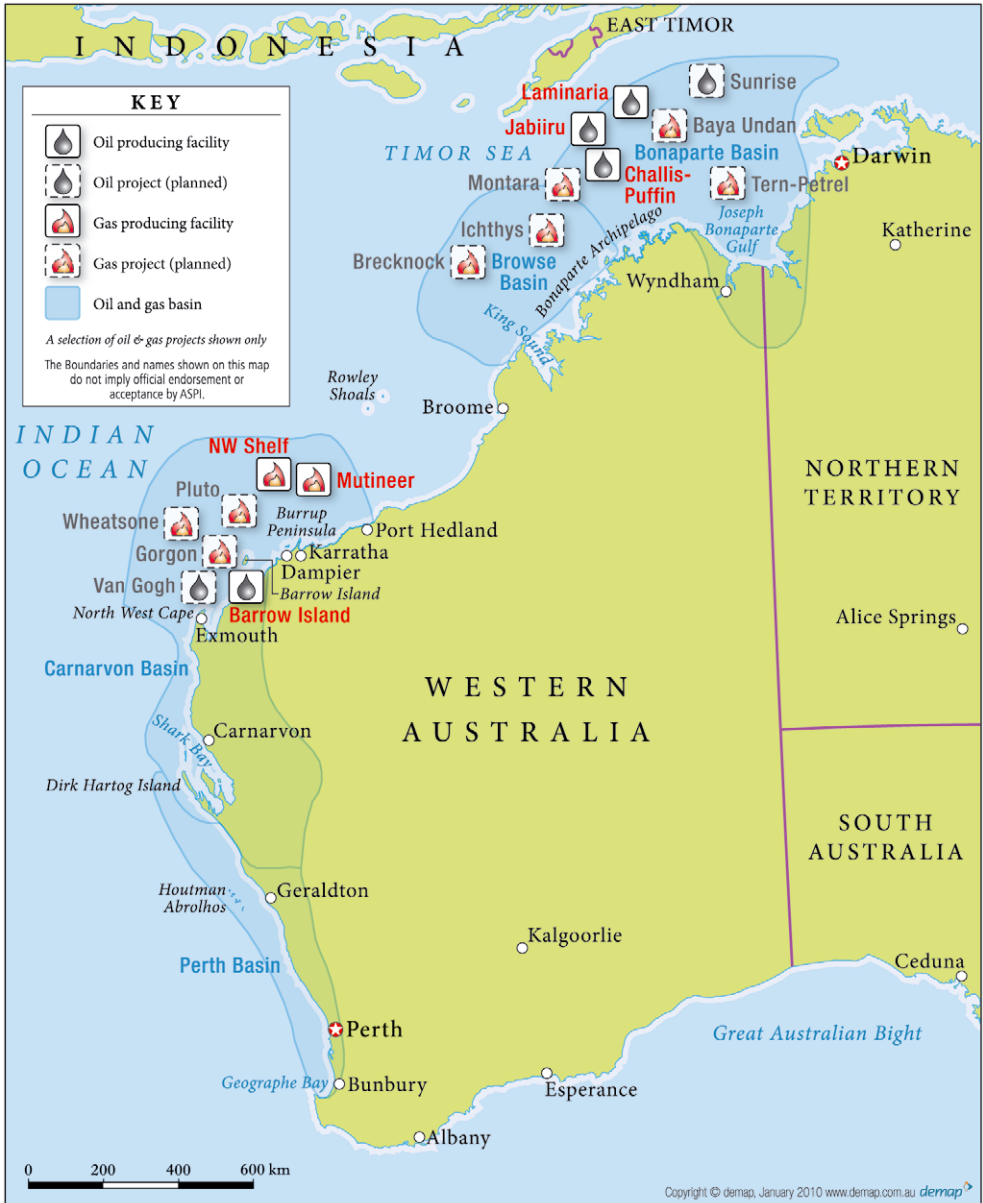 INDONESIA
EAST TIMOR
KEY
Oil producing facility
Oil project (planned)
Gas producing facility
Gas project (planned)
Oil and gas basin
A selection of oil & gas projects shown only
The Boundaries and names shown on this map
do not imply official endorsement or
acceptance by ASPI.
Sunrise
Laminaria
Jabiiru
Baya Undan
TIMOR SEA
Bonaparte Basin
Darwin
Challis-
Puffin
Montara
Tern-Petrel
Joseph
Bonaparte
Gulf
Katherine
Ichthys
Bonaparte Archipelago
Brecknock
Browse
Basin
Wyndham
King Sound
Rowley
Shoals
Broome
INDIAN
OCEAN
NW Shelf
Mutineer
NORTHERN
TERRITORY
Pluto
Wheatsone
Burrup
Peninsula
Port Hedland
Gorgon
Karratha
Dampier
Van Gogh
Barrow Island
North West Cape
Barrow Island
Exmouth
Alice Springs
Carnarvon Basin
WESTERN
AUSTRALIA
Shark Bay
Carnarvon
Dirk Hartog Island
SOUTH
AUSTRALIA
Houtman
Abrolhos
Geraldton
Kalgoorlie
Perth Basin
Ceduna
Perth
Great Australian Bight
Geographe Bay
Bunbury
Esperance
Albany
0 200 400 600 km
Copyright © demap, January 2010 www.demap.com.au demap